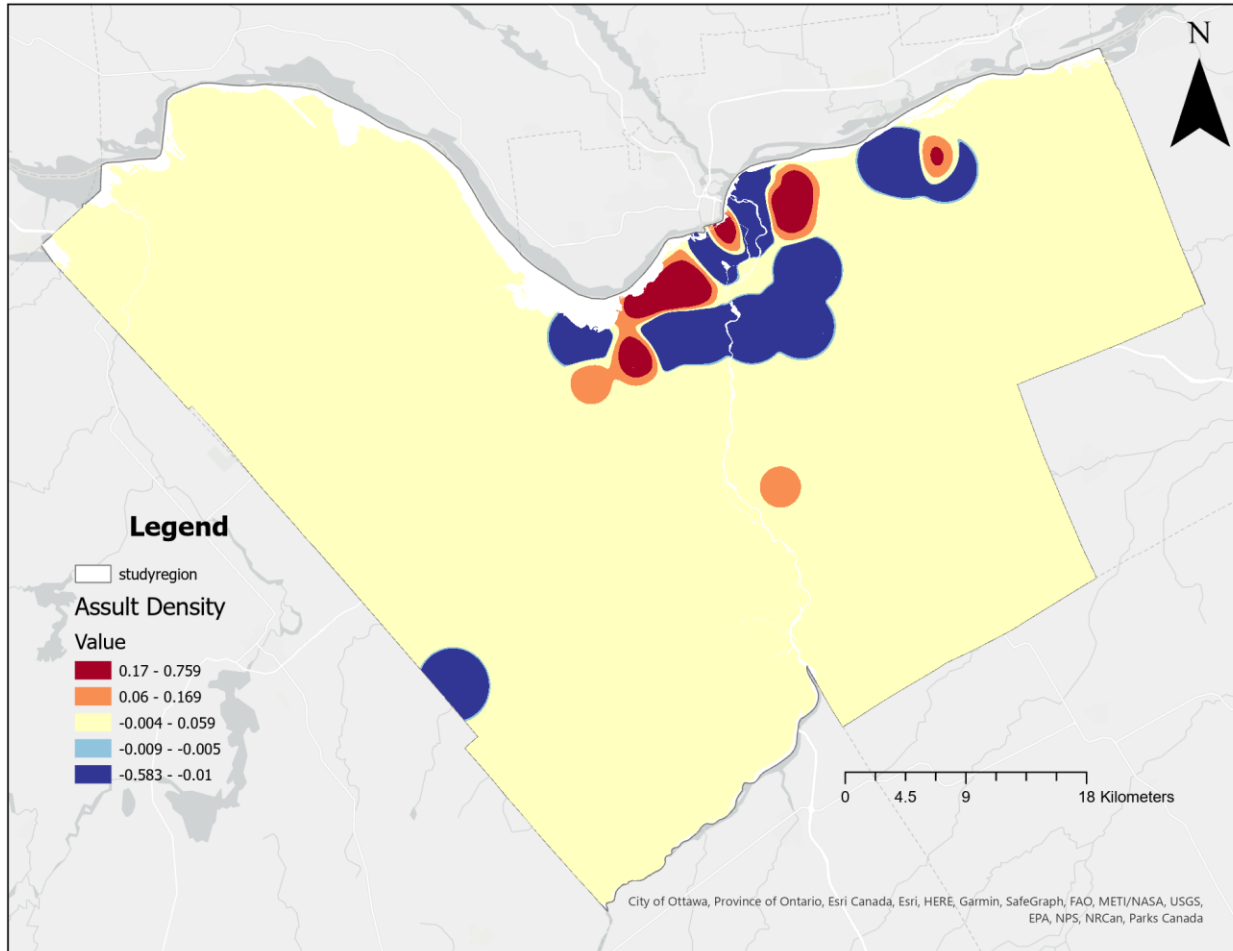 N
Legend
studyregion
Assult Density
Value
0.17 - 0.759
0.06 - 0.169
-0.004 - 0.059
-0.009 - -0.005
-0.583 - -0.01
0 4.5 9 18 Kilometers
City of Ottawa, Province of Ontario, Esri Canada, Esri, HERE, Garmin, SafeGraph, FAO, METI/NASA, USGS,
EPA, NPS, NRCan, Parks Canada